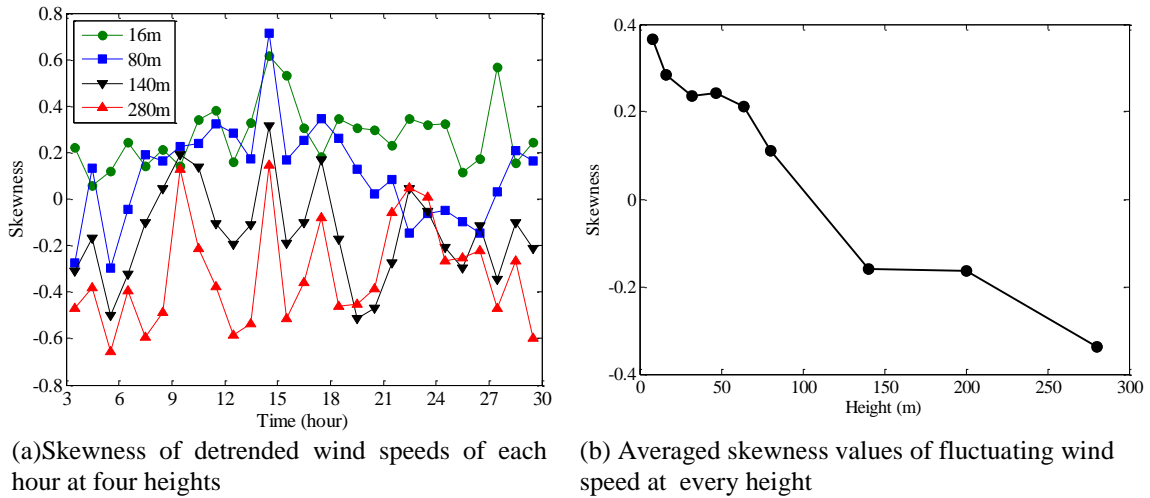 0.8
0.6
0.4
0.2
0
-0.2
-0.4
-0.6
-0.8
Skewness
16m
80m
140m
280m
3 6 9 12 15 18 21 24 27 30
Time (hour)
(a)Skewness of detrended wind speeds of each
hour at four heights
0.4
0.2
0
-0.2
-0.4
Skewness
0 50 100 150 200 250 300
Height (m)
(b) Averaged skewness values of fluctuating wind
speed at every height